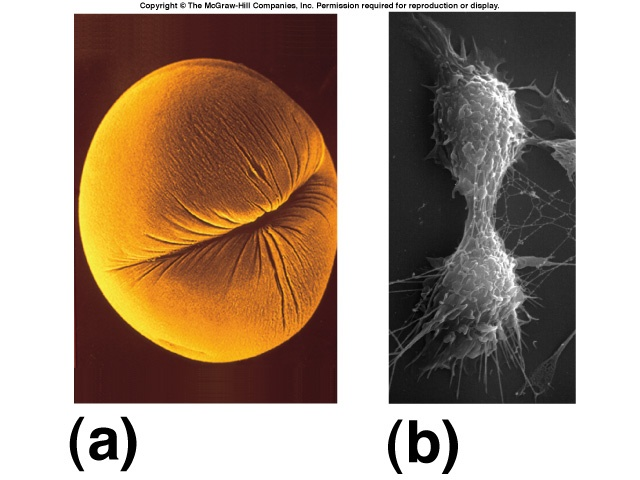 Copyright © The McGraw-Hill Companies, Inc. Permission required for reproduction or display.
(a)
(b)